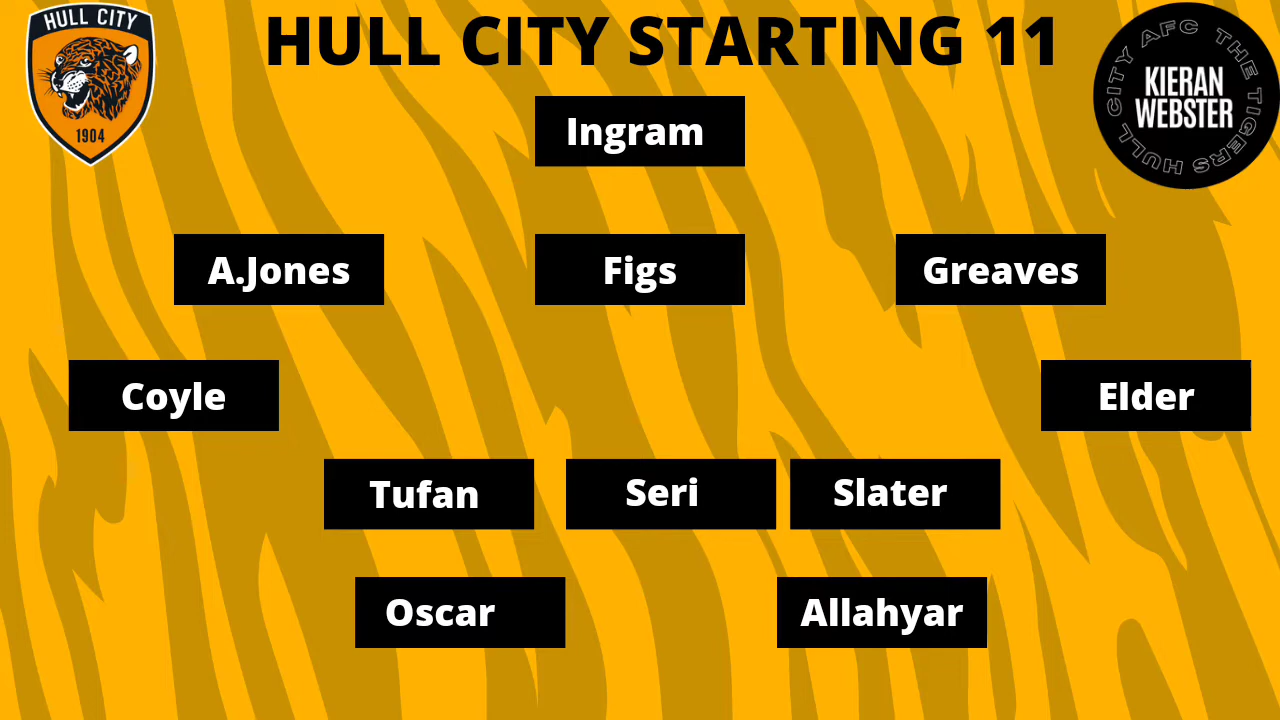 HULL CITY
1904
HULL CITY STARTING 11
HULL CITY AFC THE TIGERS
KIERAN
WEBSTER
Ingram
A.Jones
Figs
Greaves
Coyle
Elder
Tufan
Seri
Slater
Oscar
Allahyar